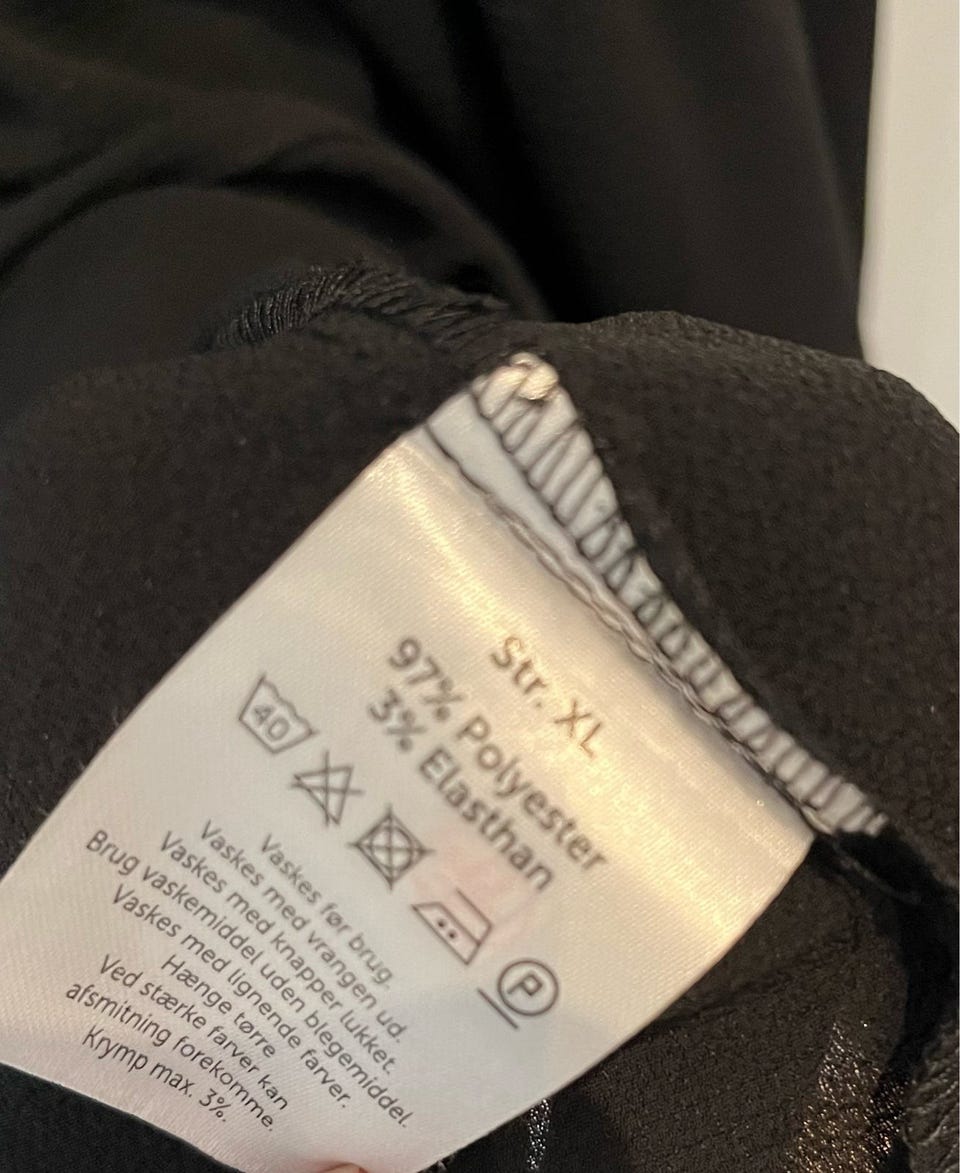 Str. XL
97% Polyester
3% Elasthan
40
P
Vaskes før brug.
Vaskes med vrangen ud.
Vaskes med knapper lukket.
Brug vaskemiddel uden blegemiddel.
Vaskes med lignende farver.
Hænge tørre
Ved stærke farver kan
afsmitning forekomme.
Krymp max. 3%.